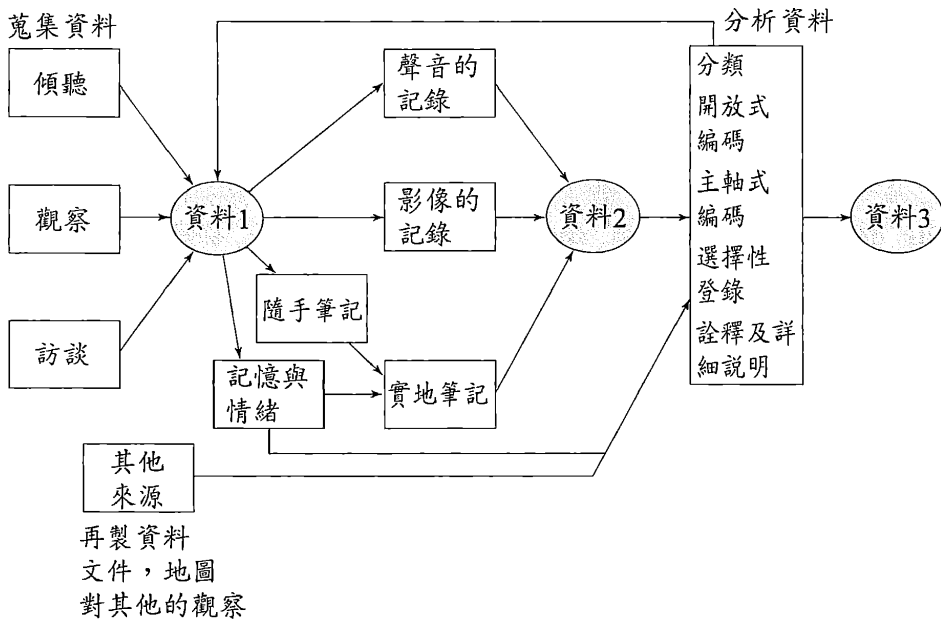 蒐集資料
分析資料
傾聽
觀察
訪談
資料1
聲音的
記錄
影像的
記錄
隨手筆記
記憶與
情緒
實地筆記
資料2
分類
開放式
編碼
主軸式
編碼
選擇性
登錄
詮釋及詳
細說明
資料3
其他
來源
再製資料
文件，地圖
對其他的觀察